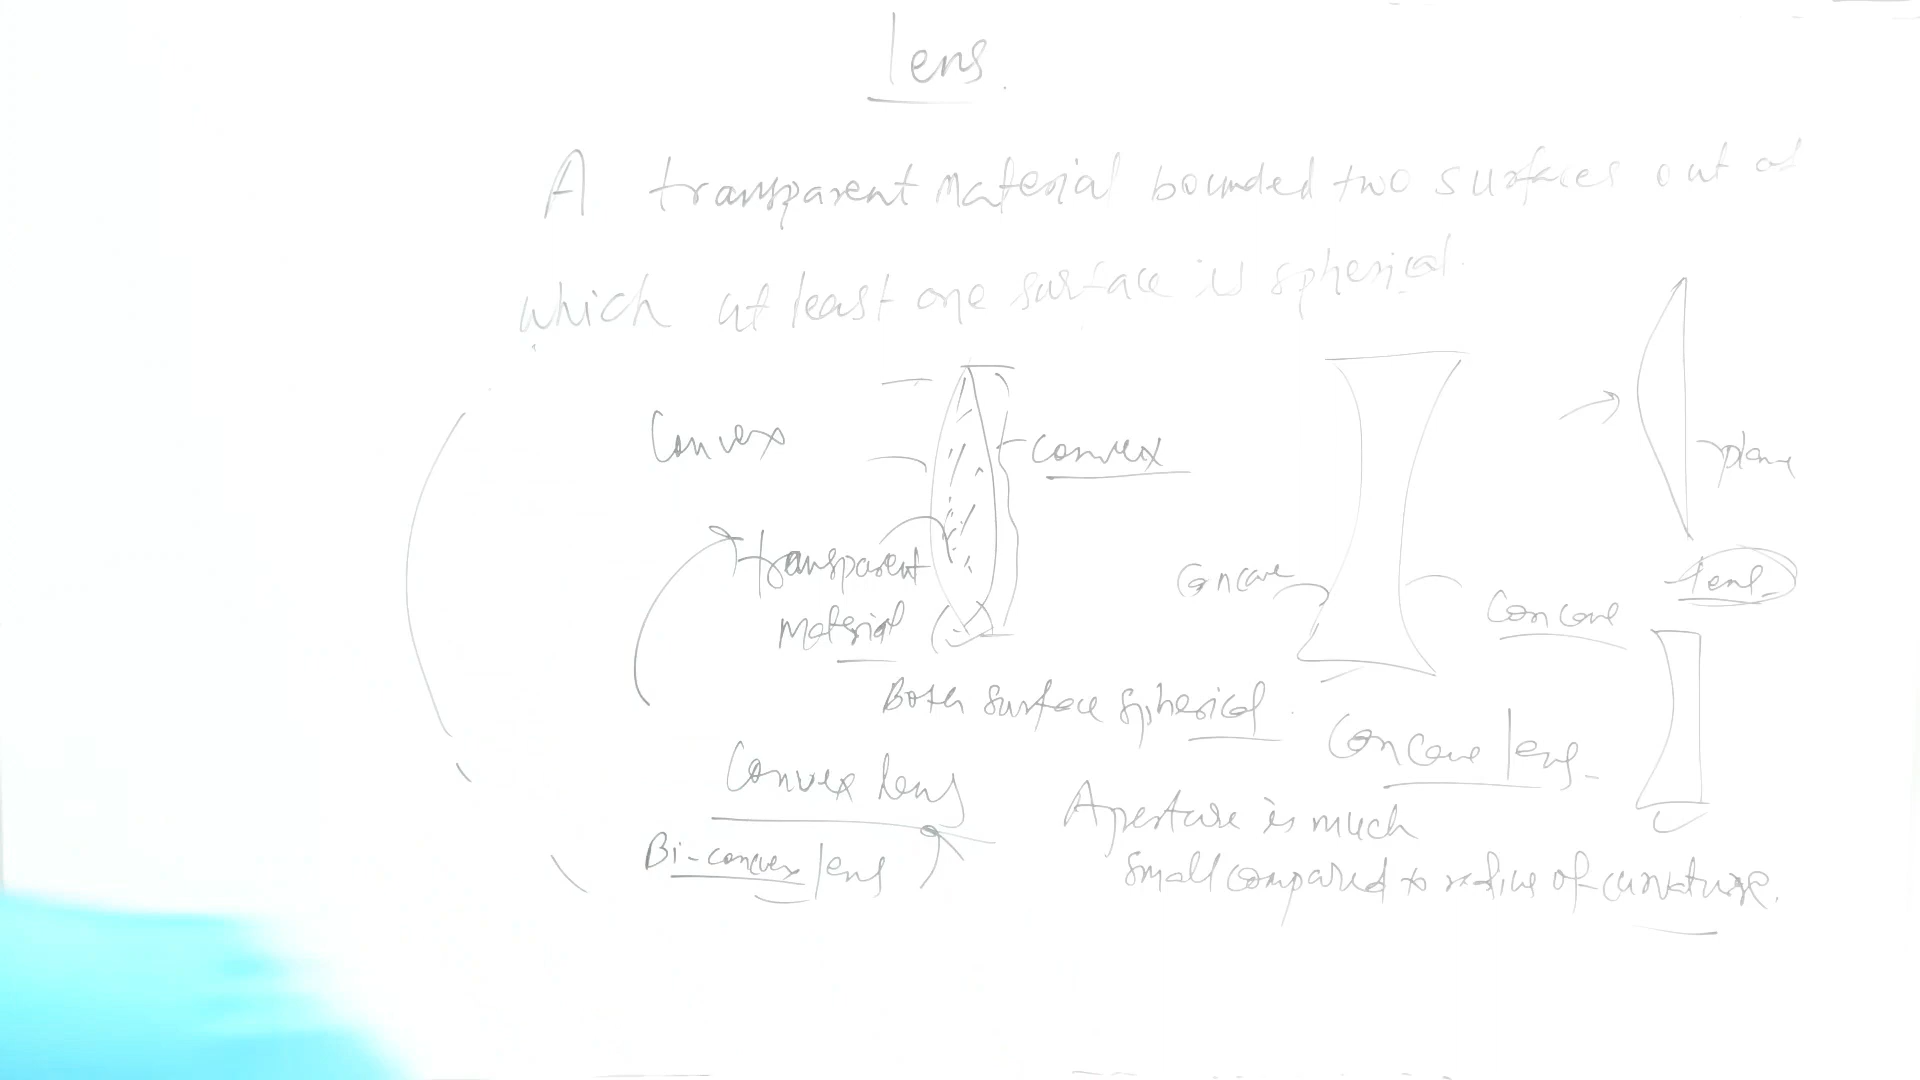 lens.
A transparent material bounded two surfaces out of
which at least one surface is spherical.
Convex
convex
plane
transparent
material
Concave
Concave
lens
Both surface spherical
Concave lens
Convex lens
Bi-convex lens
Aperture is much
small compared to radius of curvature.